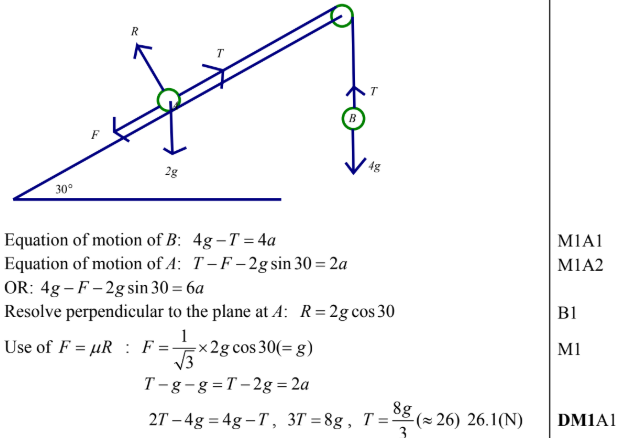 R
T
A
F
T
B
2g
4g
30°
Equation of motion of B: 4g − T = 4a M1A1
Equation of motion of A: T − F − 2g sin 30 = 2a M1A2
OR: 4g − F − 2g sin 30 = 6a
Resolve perpendicular to the plane at A: R = 2g cos 30 B1
Use of F = μR : F = 1/√3 × 2g cos 30(= g) M1
T − g − g = T − 2g = 2a
2T − 4g = 4g − T, 3T = 8g, T = 8g/3 (≈ 26) 26.1(N) DM1A1